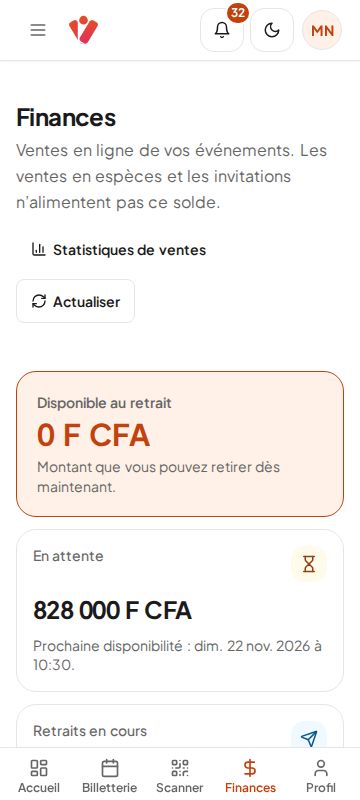 32
MN
Finances
Ventes en ligne de vos événements. Les
ventes en espèces et les invitations
n'alimentent pas ce solde.
Statistiques de ventes
Actualiser
Disponible au retrait
0 F CFA
Montant que vous pouvez retirer dès
maintenant.
En attente
828 000 F CFA
Prochaine disponibilité : dim. 22 nov. 2026 à
10:30.
Retraits en cours
Accueil Billetterie Scanner Finances Profil